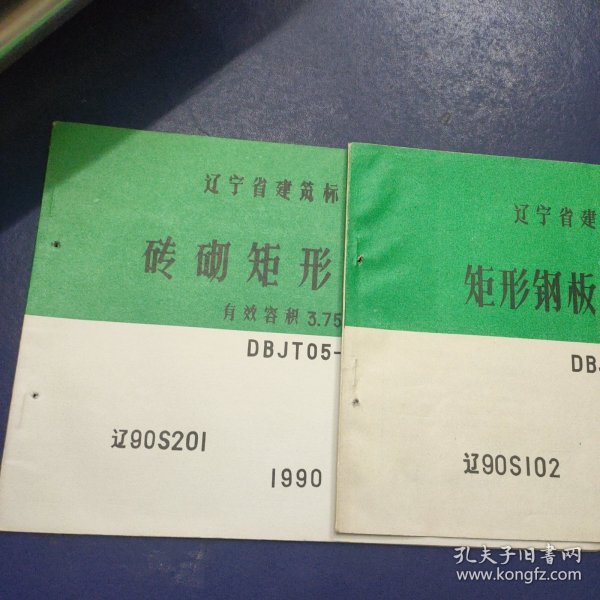 辽宁省建筑标
砖砌矩形
有效容积3.75
DBJT05-
辽90S201
1990
辽宁省建
矩形钢板
DBJ
辽90S102
孔夫子旧书网
www.kongfz.com